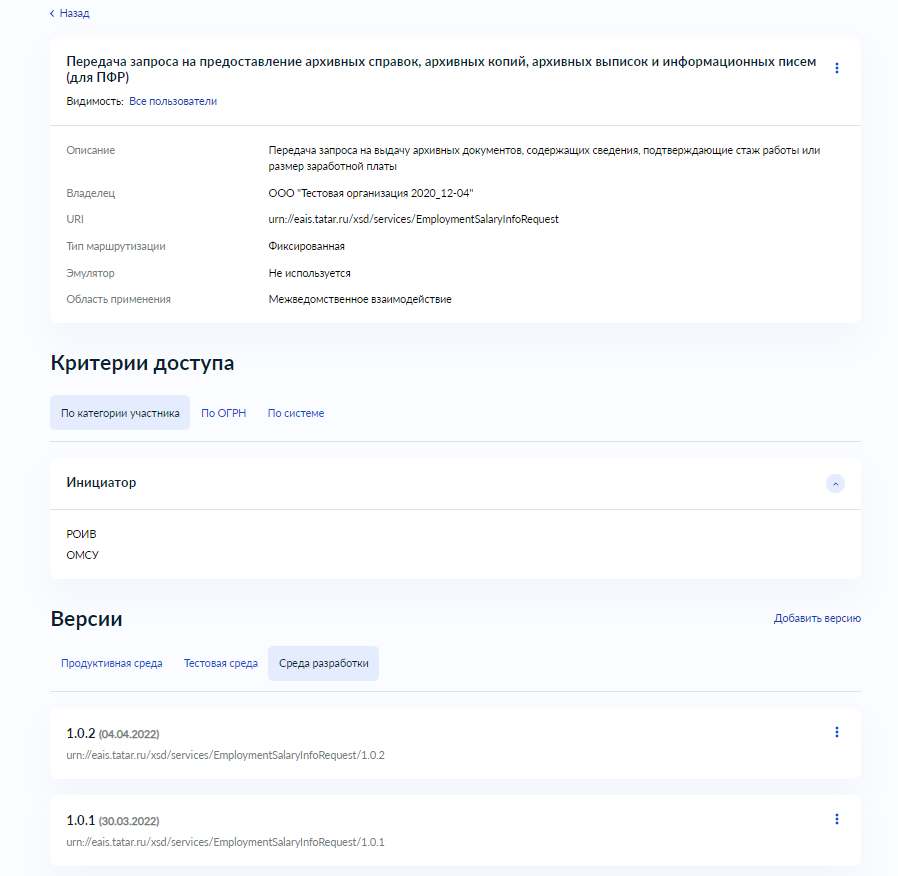 Назад
Передача запроса на предоставление архивных справок, архивных копий, архивных выписок и информационных писем
(для ПФР)
Видимость: Все пользователи
Описание Передача запроса на выдачу архивных документов, содержащих сведения, подтверждающие стаж работы или
размер заработной платы
Владелец ООО "Тестовая организация 2020_12-04"
URI urn://eais.tatar.ru/xsd/services/EmploymentSalaryInfoRequest
Тип маршрутизации Фиксированная
Эмулятор Не используется
Область применения Межведомственное взаимодействие
Критерии доступа
По категории участника По ОГРН По системе
Инициатор
РОИВ
ОМСУ
Версии Добавить версию
Продуктивная среда Тестовая среда Среда разработки
1.0.2 (04.04.2022)
urn://eais.tatar.ru/xsd/services/EmploymentSalaryInfoRequest/1.0.2
1.0.1 (30.03.2022)
urn://eais.tatar.ru/xsd/services/EmploymentSalaryInfoRequest/1.0.1